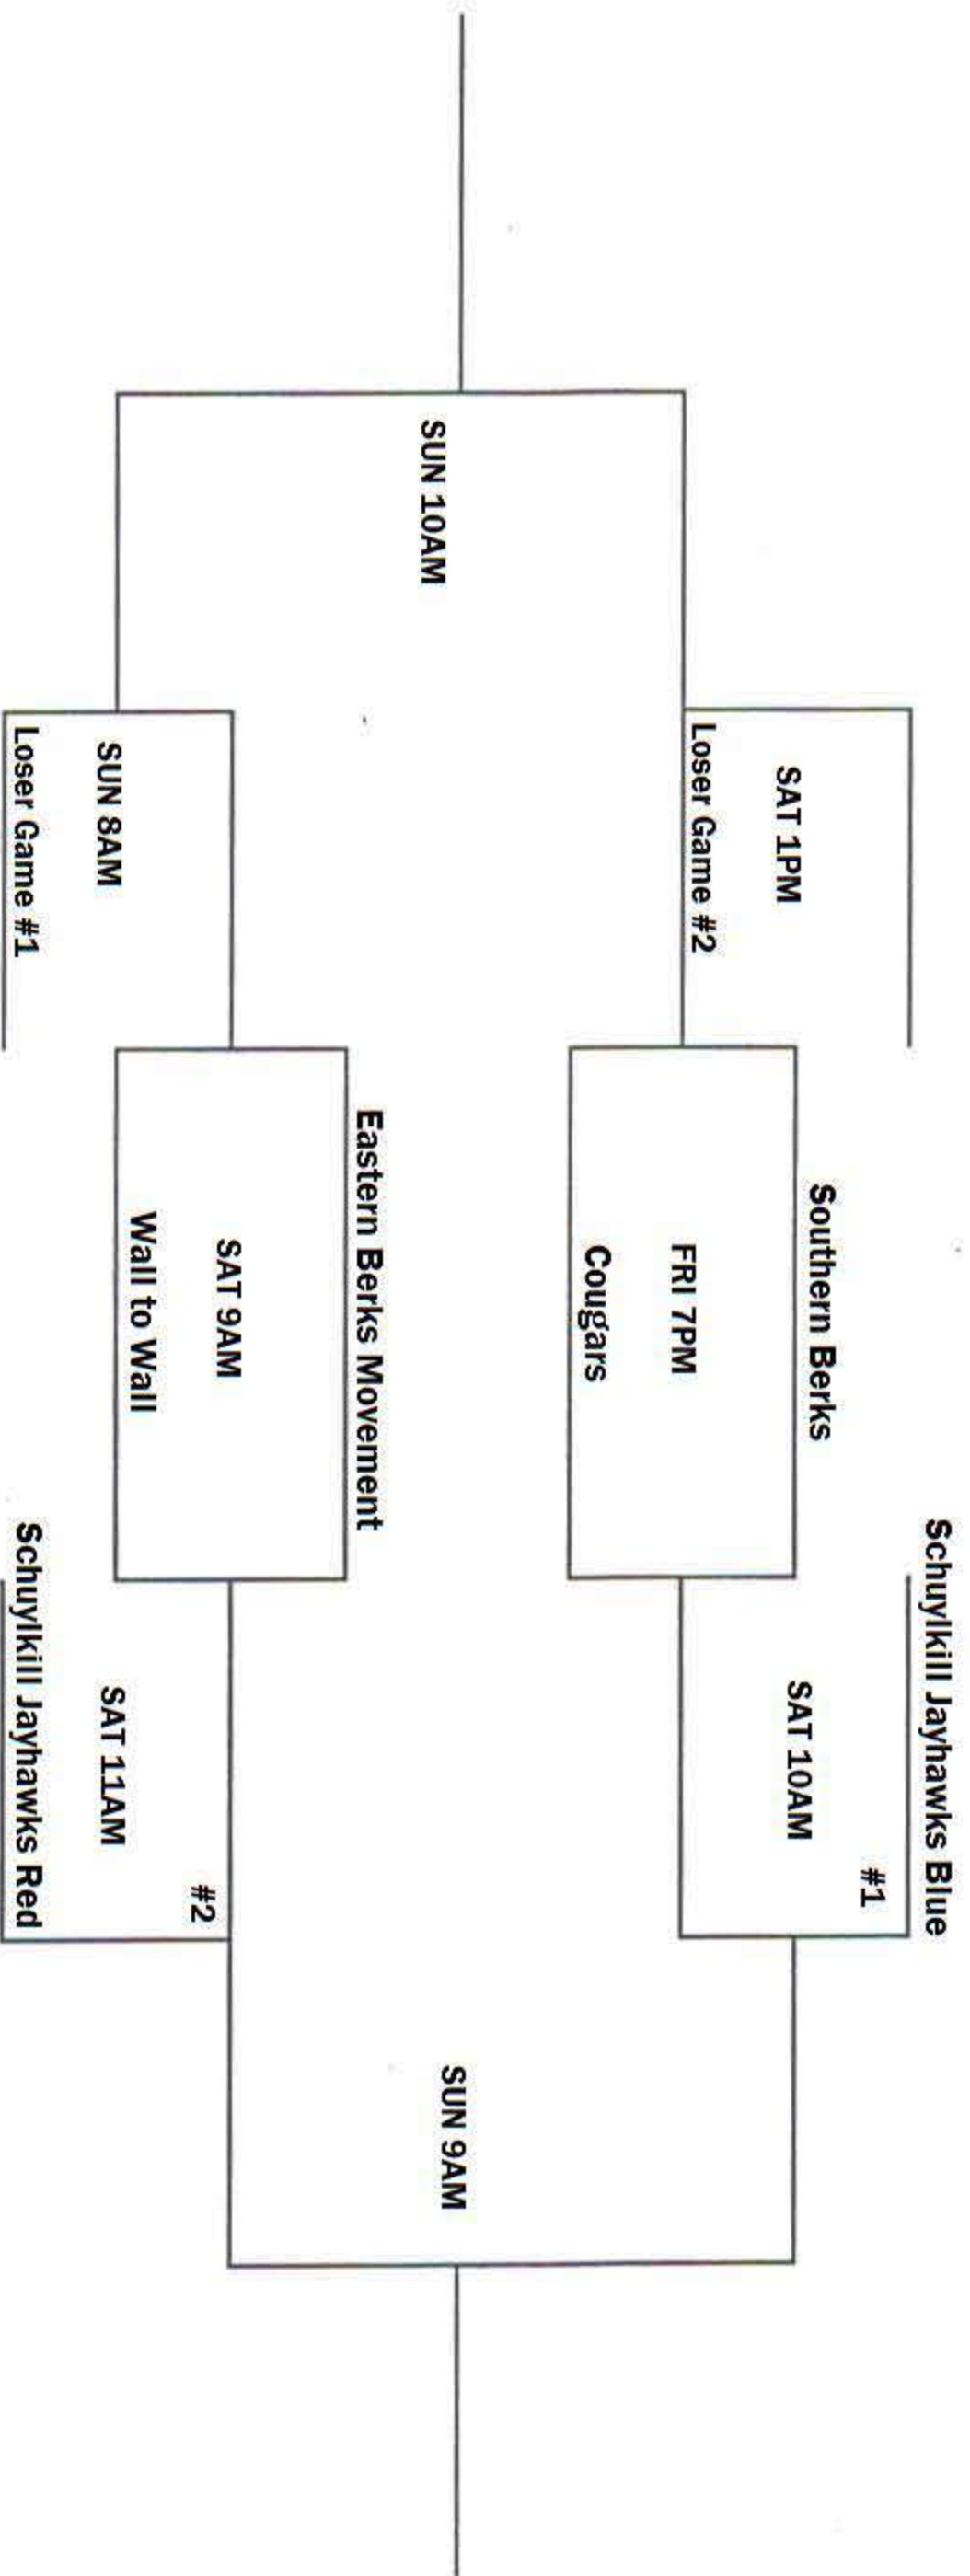 Schuylkill Jayhawks Blue
#1
Southern Berks
SAT 1PM
SAT 10AM
Loser Game #2
FRI 7PM
Cougars
SUN 10AM
SUN 9AM
Eastern Berks Movement
SAT 9AM
#2
Wall to Wall
SUN 8AM
SAT 11AM
Loser Game #1
Schuylkill Jayhawks Red